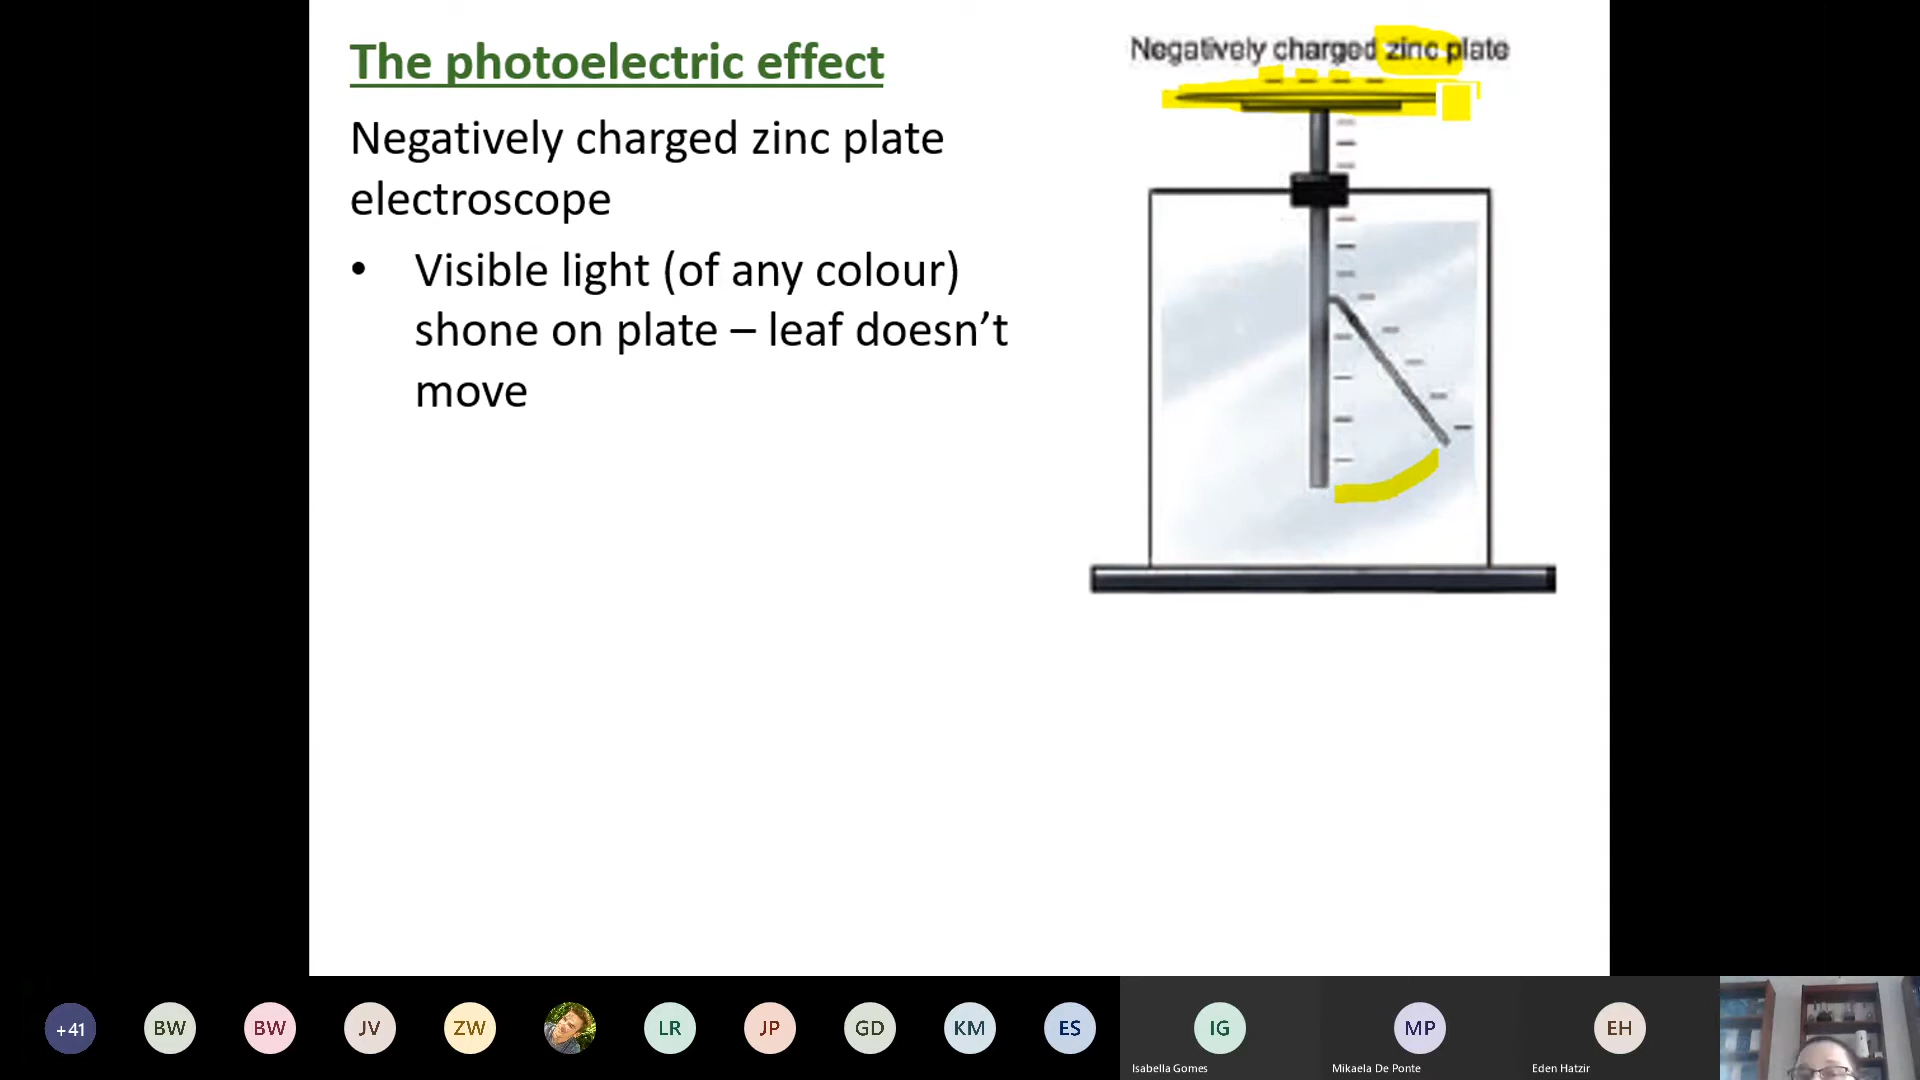 The photoelectric effect
Negatively charged zinc plate
electroscope
• Visible light (of any colour)
shone on plate – leaf doesn’t
move
Negatively charged zinc plate
+41
BW
BW
JV
ZW
LR
JP
GD
KM
ES
IG
MP
EH
Isabella Gomes
Mikaela De Ponte
Eden Hatzir